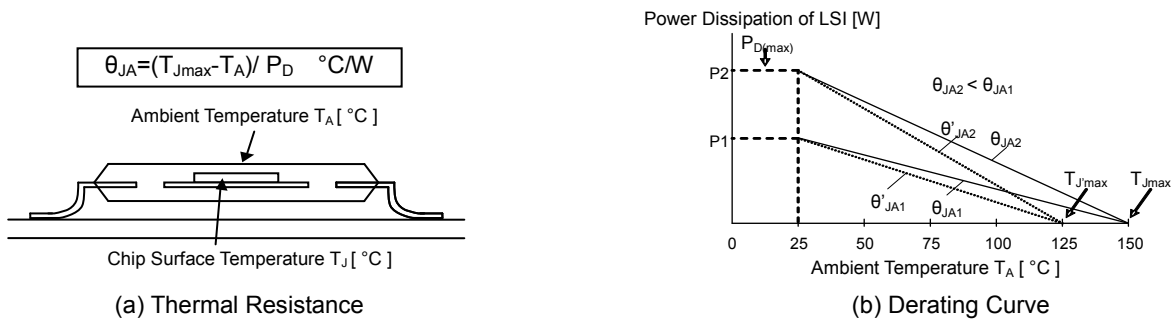 θJA=(TJmax-TA)/ PD °C/W
Ambient Temperature TA [ °C ]
Chip Surface Temperature TJ [ °C ]
(a) Thermal Resistance
Power Dissipation of LSI [W]
PD(max)
P2
θJA2 < θJA1
θ'JA2
θJA2
P1
TJ'max
TJmax
θ'JA1
θJA1
0 25 50 75 100 125 150
Ambient Temperature TA [ °C ]
(b) Derating Curve